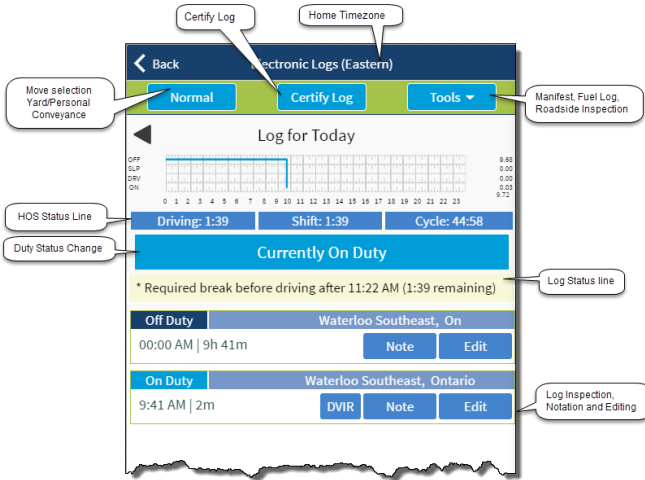 Certify Log
Home Timezone
Back
ectronic Logs (Eastern)
Move selection
Yard/Personal
Conveyance
Normal
Certify Log
Tools
Manifest, Fuel Log,
Roadside Inspection
Log for Today
OFF
SLP
DRV
ON
9.68
0.00
0.00
0.03
9.72
0 1 2 3 4 5 6 7 8 9 10 11 12 13 14 15 16 17 18 19 20 21 22 23
HOS Status Line
Driving: 1:39
Shift: 1:39
Cycle: 44:58
Duty Status Change
Currently On Duty
* Required break before driving after 11:22 AM (1:39 remaining)
Log Status line
Off Duty
Waterloo Southeast, On
00:00 AM | 9h 41m
Note
Edit
On Duty
Waterloo Southeast, Ontario
9:41 AM | 2m
DVIR
Note
Edit
Log Inspection,
Notation and Editing